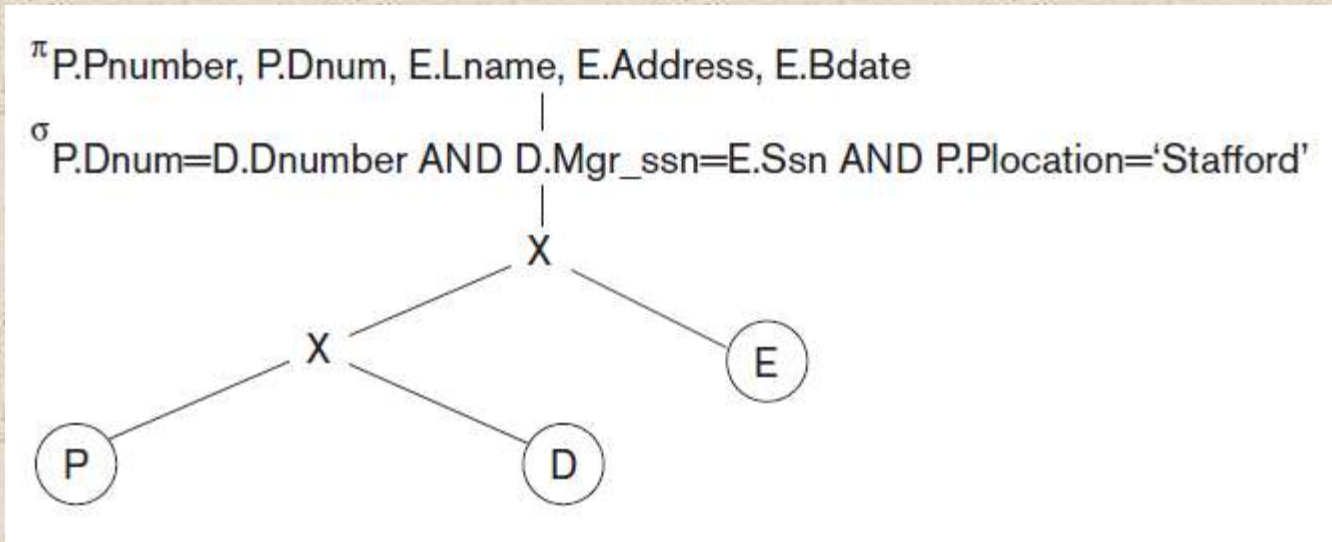 π P.Pnumber, P.Dnum, E.Lname, E.Address, E.Bdate
σ P.Dnum=D.Dnumber AND D.Mgr_ssn=E.Ssn AND P.Plocation=‘Stafford’
X
X
E
P
D